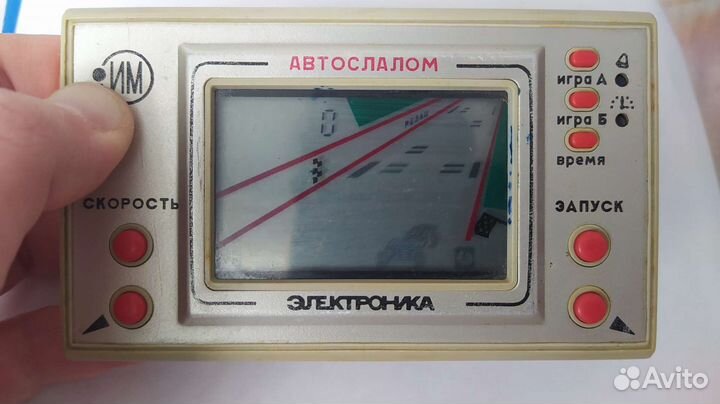 ИМ
АВТОСЛАЛОМ
игра А
игра Б
время
СКОРОСТЬ
ЗАПУСК
0
ЭЛЕКТРОНИКА
Avito